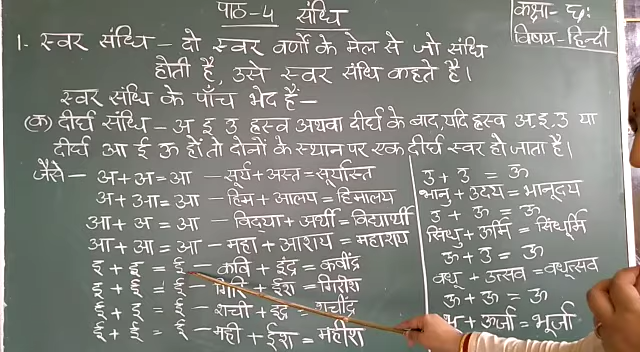 पाठ-4 संधि
कक्षा- छः
विषय-हिन्दी
1. स्वर संधि - दो स्वर वर्णों के मेल से जो संधि
होती है, उसे स्वर संधि कहते है।
स्वर संधि के पाँच भेद हैं-
(क) दीर्घ संधि - अ इ उ ह्रस्व अथवा दीर्घ के बाद, यदि ह्रस्व अ, इ, उ या
दीर्घ आ ई ऊ हों तो दोनों के स्थान पर एक दीर्घ स्वर हो जाता है।
जैसे- अ + अ = आ - सूर्य + अस्त = सूर्यास्त
अ + आ = आ - हिम + आलय = हिमालय
आ + अ = आ - विद्या + अर्थी = विद्यार्थी
आ + आ = आ - महा + आशय = महाशय
इ + इ = ई - कवि + इंद्र = कवींद्र
इ + ई = ई - गिरि + ईश = गिरीश
ई + इ = ई - शची + इंद्र = शचींद्र
ई + ई = ई - मही + ईश = महीश
उ + उ = ऊ
भानु + उदय = भानूदय
उ + ऊ = ऊ
सिंधु + ऊर्मि = सिंधूर्मि
ऊ + उ = ऊ
वधू + उत्सव = वधूत्सव
ऊ + ऊ = ऊ
भू + ऊर्जा = भूर्जा